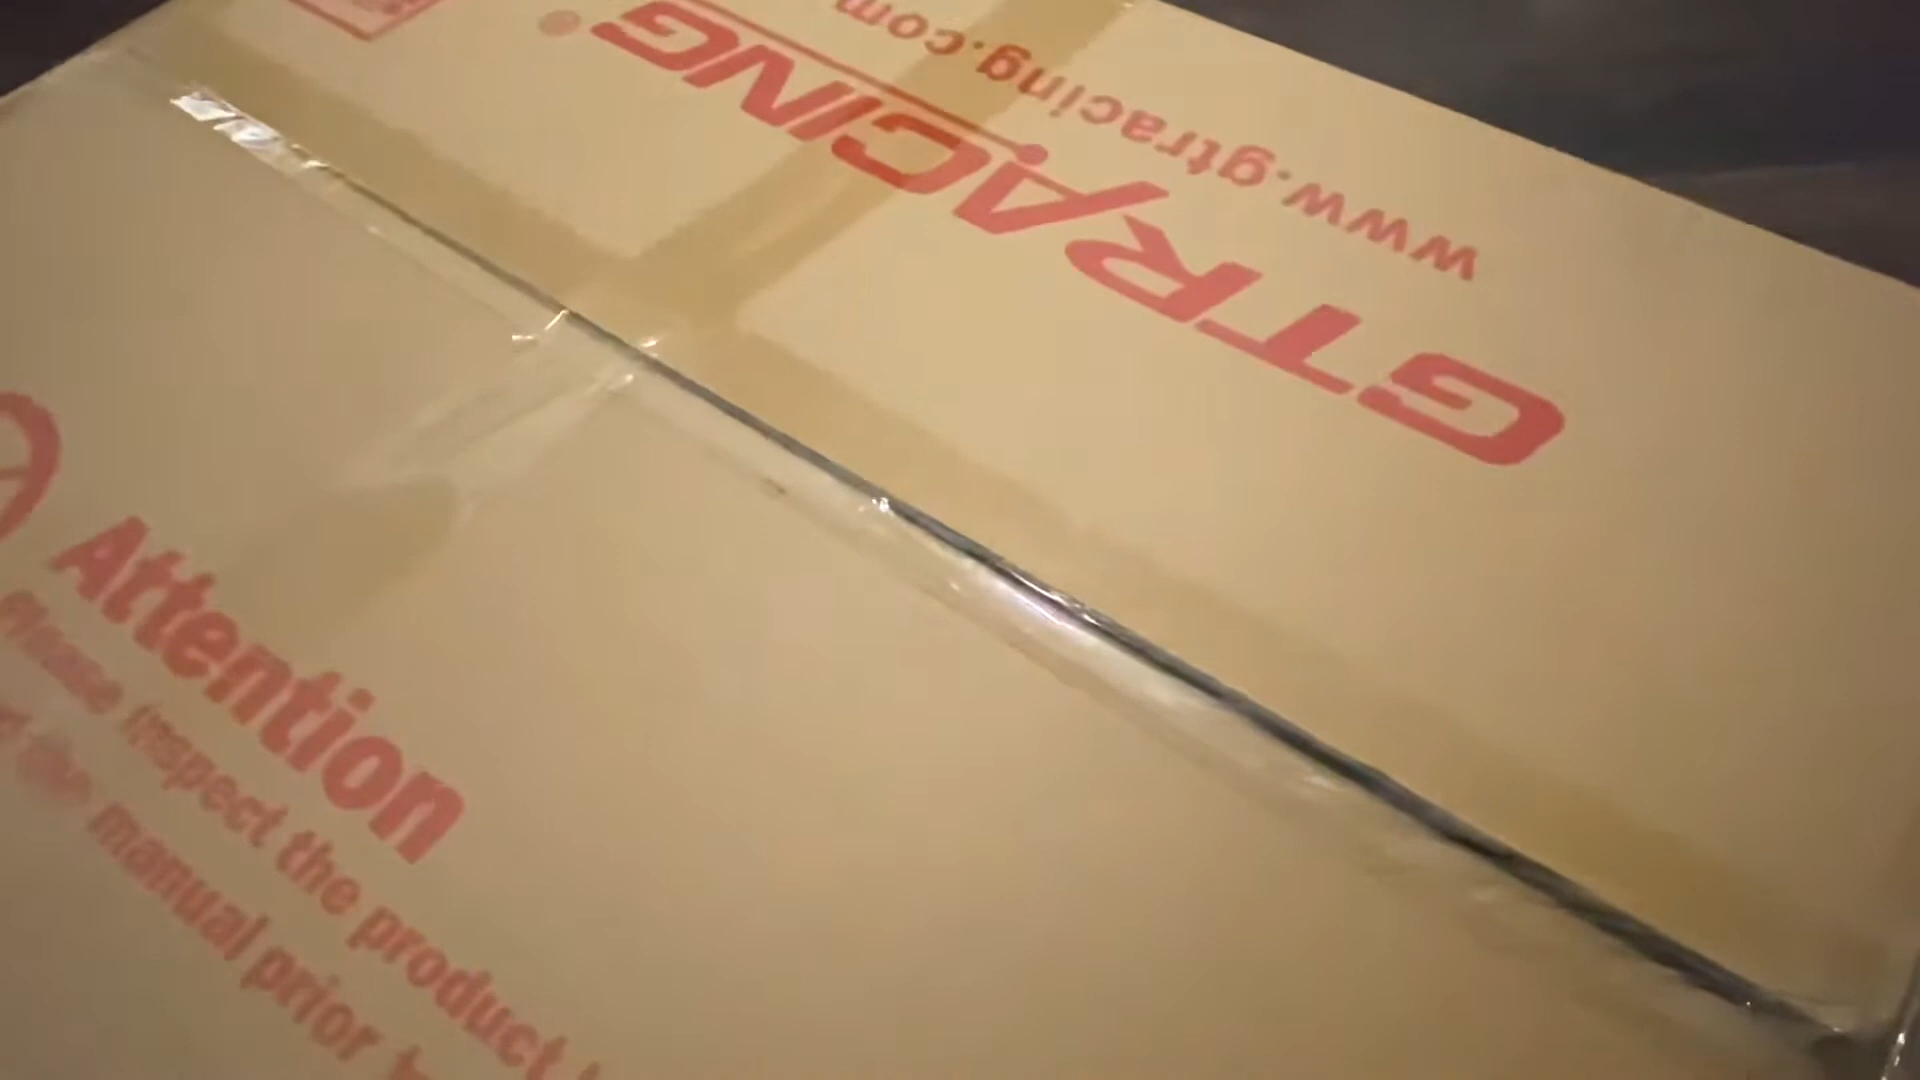 GTRACING
www.gtracing.com
Attention
Please inspect the product
the manual prior